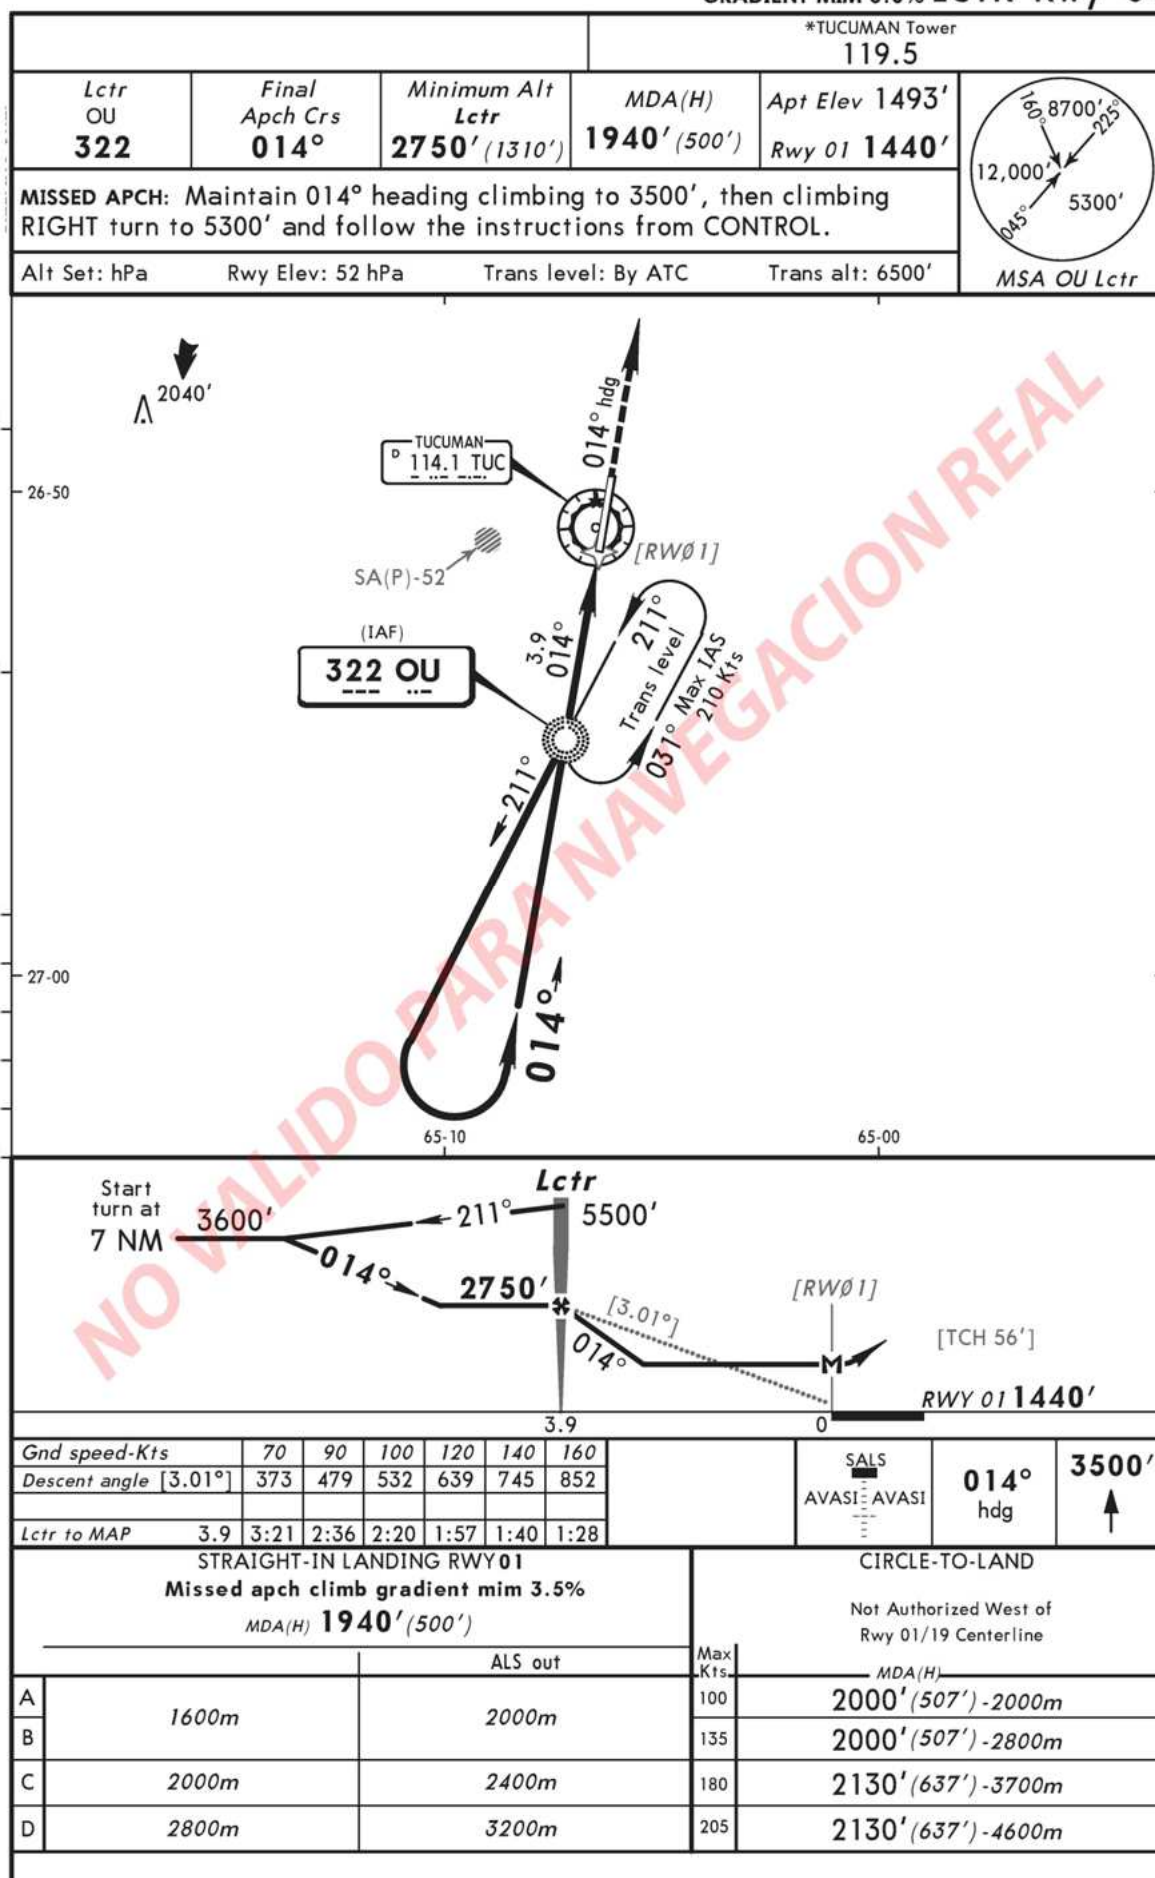 *TUCUMAN Tower
119.5
Lctr
OU
322
Final
Apch Crs
014°
Minimum Alt
Lctr
2750' (1310')
MDA(H)
1940' (500')
Apt Elev 1493'
Rwy 01 1440'
MISSED APCH: Maintain 014° heading climbing to 3500', then climbing
RIGHT turn to 5300' and follow the instructions from CONTROL.
Alt Set: hPa Rwy Elev: 52 hPa Trans level: By ATC Trans alt: 6500'
160°
8700'
225°
12,000'
5300'
045°
MSA OU Lctr
2040'
014° hdg
TUCUMAN
D 114.1 TUC
26-50
[RWØ1]
SA(P)-52
(IAF)
322 OU
3.9
014°
211°
Trans level
031° Max IAS
210 Kts
211°
27-00
014°
65-10
65-00
NO VALIDO PARA NAVEGACION REAL
Start
turn at
7 NM
3600'
211°
Lctr
5500'
014°
2750'
[3.01°]
014°
[RWØ1]
M
[TCH 56']
RWY 01 1440'
3.9
0
Gnd speed-Kts 70 90 100 120 140 160
Descent angle [3.01°] 373 479 532 639 745 852
Lctr to MAP 3.9 3:21 2:36 2:20 1:57 1:40 1:28
SALS
AVASI AVASI
014°
hdg
3500'
STRAIGHT-IN LANDING RWY 01
Missed apch climb gradient mim 3.5%
MDA(H) 1940' (500')
ALS out
CIRCLE-TO-LAND
Not Authorized West of
Rwy 01/19 Centerline
Max
Kts
MDA(H)
A
B
1600m
2000m
100
2000' (507') -2000m
135
2000' (507') -2800m
C
2000m
2400m
180
2130' (637') -3700m
D
2800m
3200m
205
2130' (637') -4600m